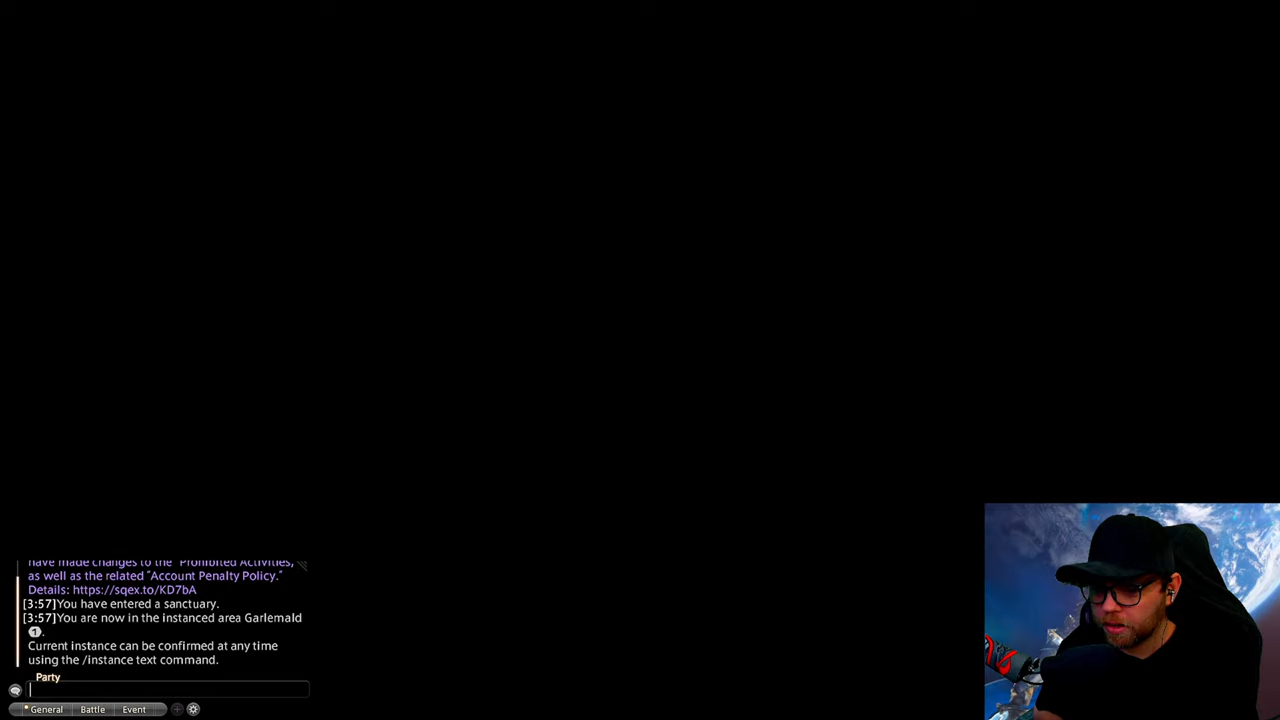 have made changes to the "Prohibited Activities,"
as well as the related "Account Penalty Policy."
Details: https://sqex.to/KD7bA
[3:57]You have entered a sanctuary.
[3:57]You are now in the instanced area Garlemald
1.
Current instance can be confirmed at any time
using the /instance text command.
Party
General Battle Event